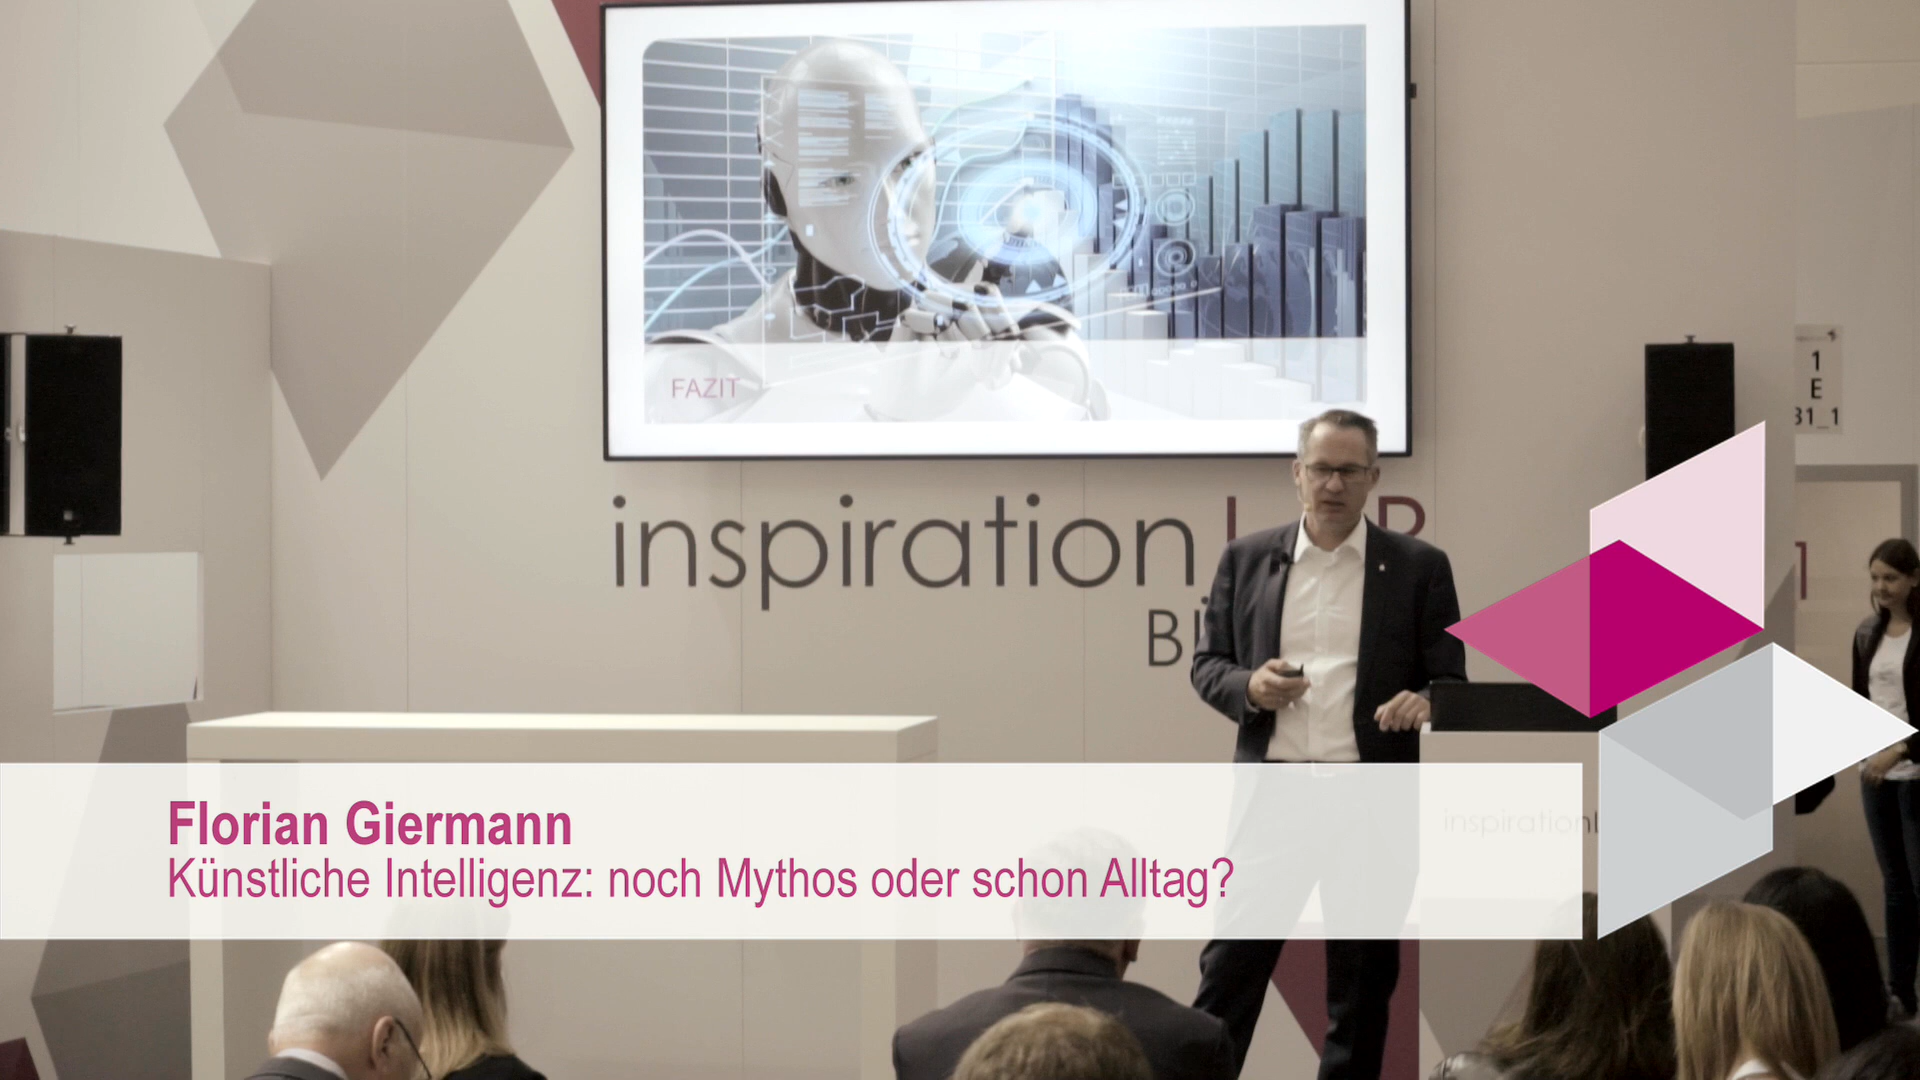 FAZIT
inspiration
1
E
31_1
Florian Giermann
Künstliche Intelligenz: noch Mythos oder schon Alltag?